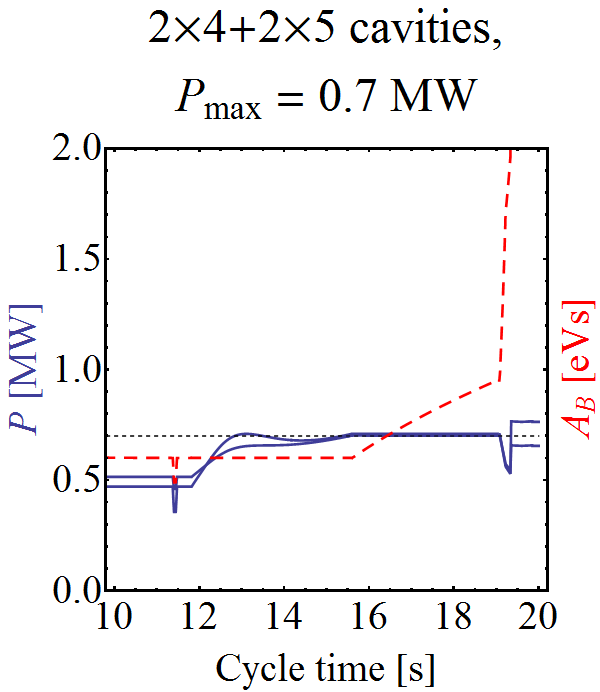 2×4+2×5 cavities,
P_max = 0.7 MW
2.0
1.5
1.0
0.5
0.0
P [MW]
A_B [eVs]
10 12 14 16 18 20
Cycle time [s]